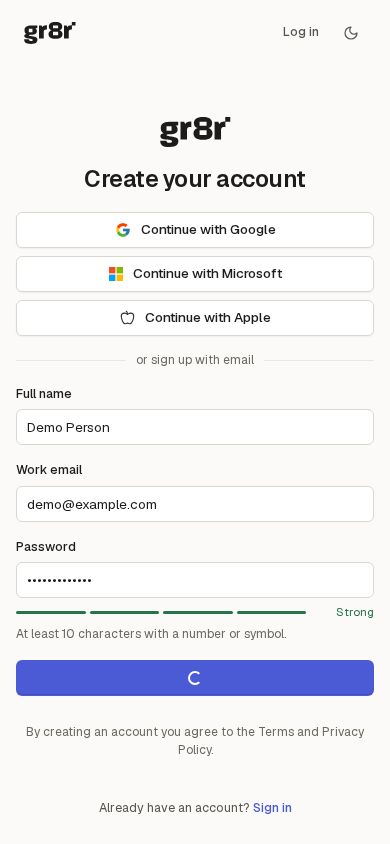 gr8r
Log in
gr8r
Create your account
Continue with Google
Continue with Microsoft
Continue with Apple
or sign up with email
Full name
Demo Person
Work email
demo@example.com
Password
•••••••••••••
Strong
At least 10 characters with a number or symbol.
By creating an account you agree to the Terms and Privacy
Policy.
Already have an account? Sign in